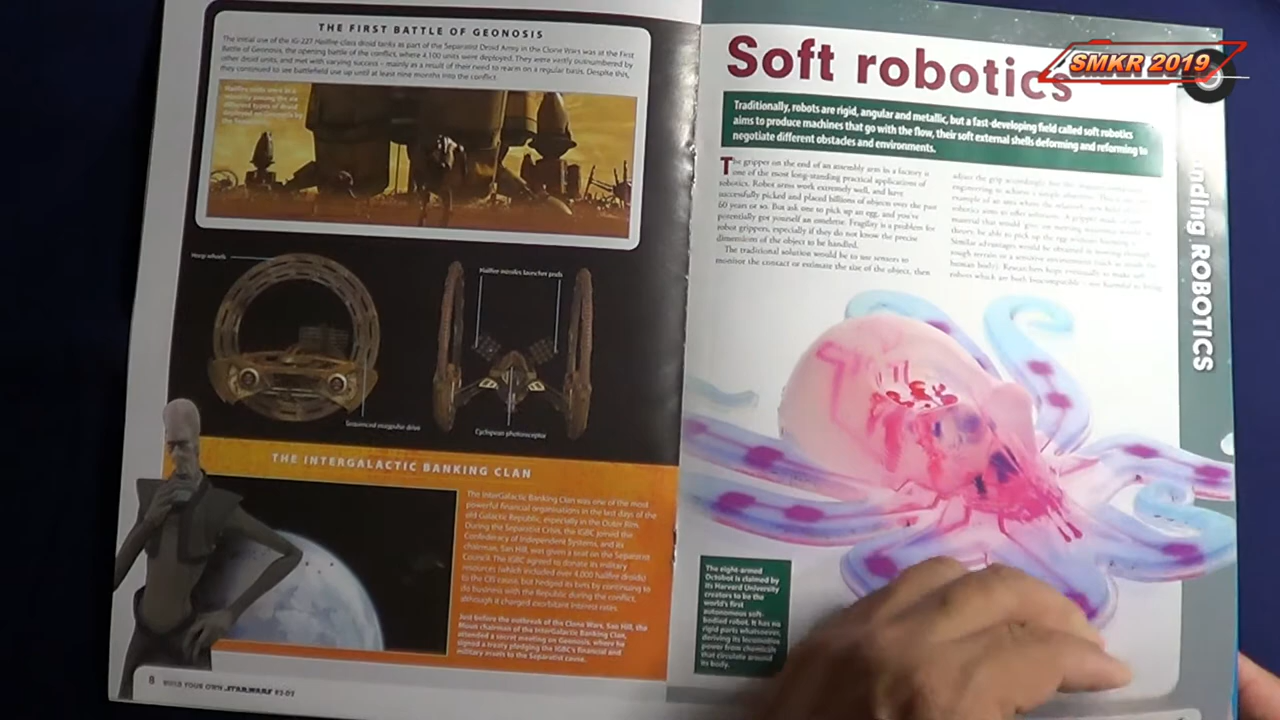 THE FIRST BATTLE OF GEONOSIS
The initial use of the IG-227 Hailfire-class droid tanks as part of the Separatist Droid Army in the Clone Wars was at the First
Battle of Geonosis, the opening battle of the conflict, where 4,100 units were deployed. They were vastly outnumbered by
other droid units, and met with varying success – mainly as a result of their need to rearm on a regular basis. Despite this,
they continued to see battlefield use up until at least nine months into the conflict.
Hoop wheels
Hailfire missiles launcher pods
Sequenced magpulse drive
Cyclopean photoreceptor
THE INTERGALACTIC BANKING CLAN
The InterGalactic Banking Clan was one of the most
powerful financial organisations in the last days of the
old Galactic Republic, especially in the Outer Rim.
During the Separatist Crisis, the IGBC joined the
Confederacy of Independent Systems, and its
chairman, San Hill, was given a seat on the Separatist
Council. The IGBC agreed to donate its military
resources (which included over 4,000 hailfire droids)
to the CIS cause, but hedged its bets by continuing to
do business with the Republic during the conflict,
although it charged exorbitant interest rates.
Just before the outbreak of the Clone Wars, San Hill, the
Muun chairman of the InterGalactic Banking Clan,
attended a secret meeting on Geonosis, where he
signed a treaty pledging the IGBC's financial and
military assets to the Separatist cause.
8 BUILD YOUR OWN STAR WARS R2-D2
Soft robotics
SMKR 2019
Traditionally, robots are rigid, angular and metallic, but a fast-developing field called soft robotics
aims to produce machines that go with the flow, their soft external shells deforming and reforming to
negotiate different obstacles and environments.
The gripper on the end of an assembly arm in a factory is
one of the most long-standing practical applications of
robotics. Robot arms work extremely well, and have
successfully picked and placed billions of objects over the past
60 years or so. But ask one to pick up an egg, and you've
potentially got yourself an omelette. Fragility is a problem for
robot grippers, especially if they do not know the precise
dimensions of the object to be handled.
The traditional solution would be to use sensors to
monitor the contact or estimate the size of the object, then
The eight-armed
Octobot is claimed by
its Harvard University
creators to be the
world's first
autonomous soft-
bodied robot. It has no
rigid parts whatsoever,
deriving its locomotive
power from chemicals
that circulate around
its body.
nding ROBOTICS